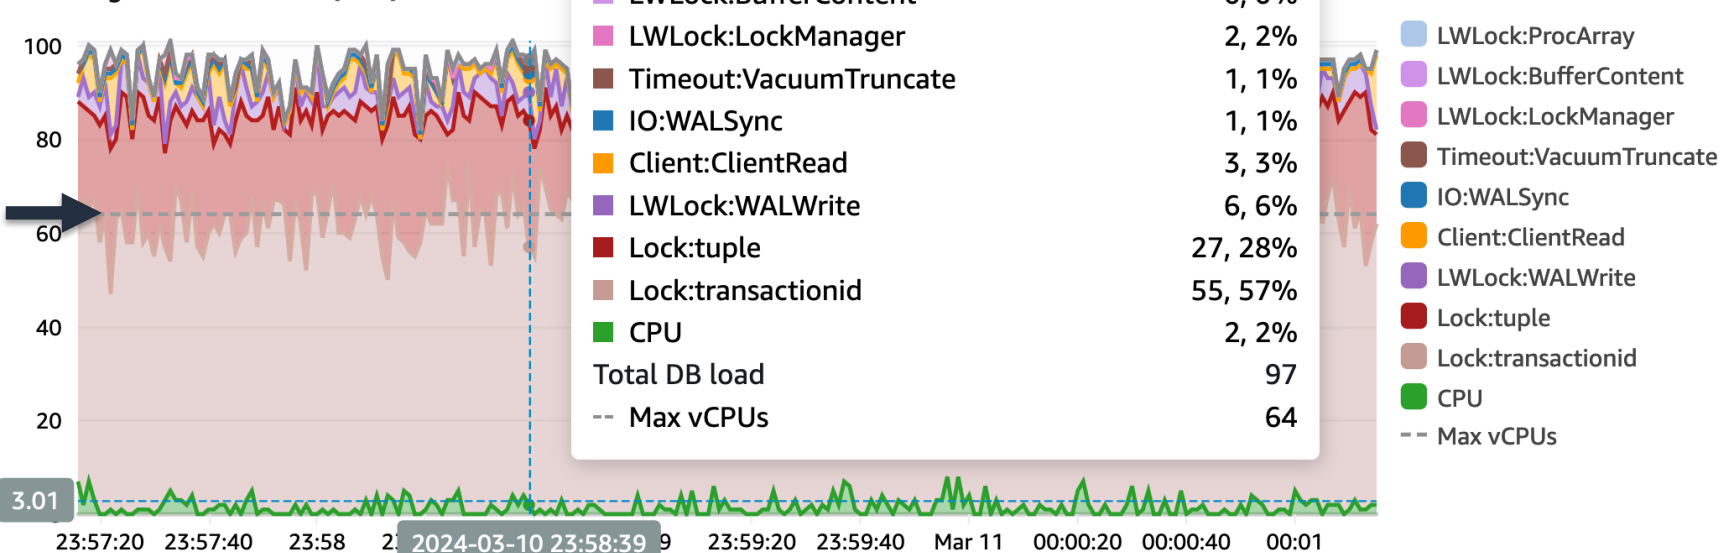 LWLock:BufferContent
LWLock:LockManager 2, 2%
Timeout:VacuumTruncate 1, 1%
IO:WALSync 1, 1%
Client:ClientRead 3, 3%
LWLock:WALWrite 6, 6%
Lock:tuple 27, 28%
Lock:transactionid 55, 57%
CPU 2, 2%
Total DB load 97
Max vCPUs 64
100
80
60
40
20
3.01
23:57:20 23:57:40 23:58 2024-03-10 23:58:39 9 23:59:20 23:59:40 Mar 11 00:00:20 00:00:40 00:01
LWLock:ProcArray
LWLock:BufferContent
LWLock:LockManager
Timeout:VacuumTruncate
IO:WALSync
Client:ClientRead
LWLock:WALWrite
Lock:tuple
Lock:transactionid
CPU
Max vCPUs